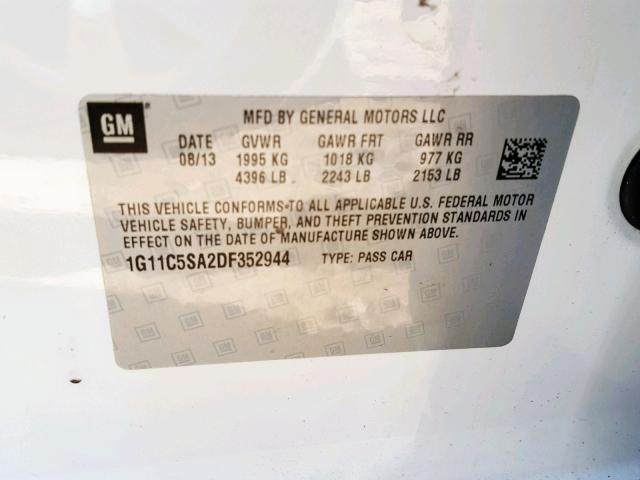 GM
MFD BY GENERAL MOTORS LLC
DATE GVWR GAWR FRT GAWR RR
08/13 1995 KG 1018 KG 977 KG
4396 LB 2243 LB 2153 LB
THIS VEHICLE CONFORMS TO ALL APPLICABLE U.S. FEDERAL MOTOR
VEHICLE SAFETY, BUMPER, AND THEFT PREVENTION STANDARDS IN
EFFECT ON THE DATE OF MANUFACTURE SHOWN ABOVE.
1G11C5SA2DF352944 TYPE: PASS CAR